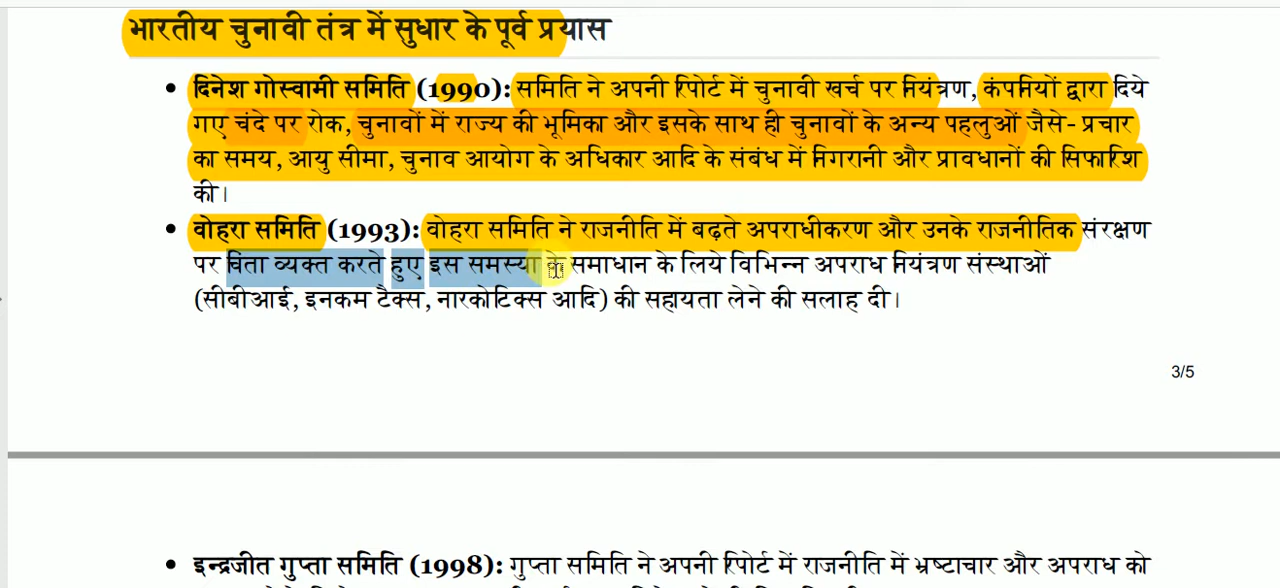 भारतीय चुनावी तंत्र में सुधार के पूर्व प्रयास
• दिनेश गोस्वामी समिति (1990): समिति ने अपनी रिपोर्ट में चुनावी खर्च पर नियंत्रण, कंपनियों द्वारा दिये
गए चंदे पर रोक, चुनावों में राज्य की भूमिका और इसके साथ ही चुनावों के अन्य पहलुओं जैसे- प्रचार
का समय, आयु सीमा, चुनाव आयोग के अधिकार आदि के संबंध में निगरानी और प्रावधानों की सिफारिश
की।
• वोहरा समिति (1993): वोहरा समिति ने राजनीति में बढ़ते अपराधीकरण और उनके राजनीतिक संरक्षण
पर चिंता व्यक्त करते हुए इस समस्या के समाधान के लिये विभिन्न अपराध नियंत्रण संस्थाओं
(सीबीआई, इनकम टैक्स, नारकोटिक्स आदि) की सहायता लेने की सलाह दी।
3/5
• इन्द्रजीत गुप्ता समिति (1998): गुप्ता समिति ने अपनी रिपोर्ट में राजनीति में भ्रष्टाचार और अपराध को